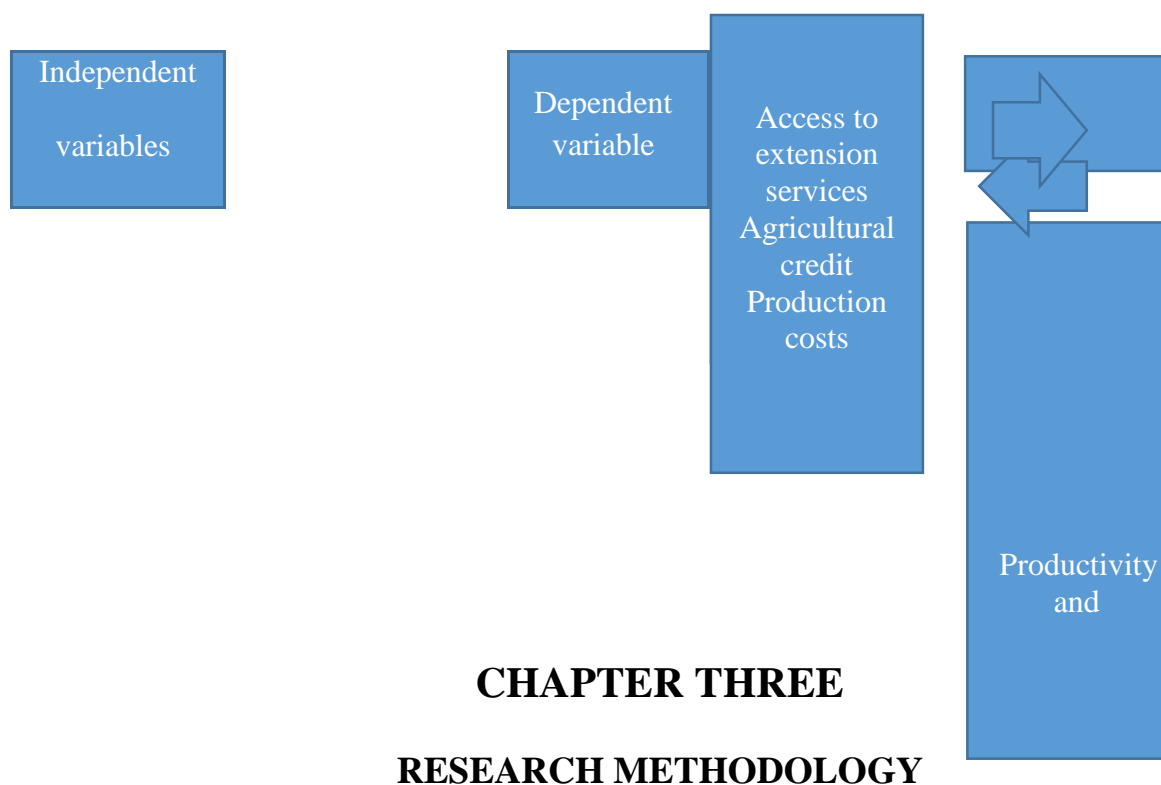 Independent
variables
Dependent
variable
Access to
extension
services
Agricultural
credit
Production
costs
Productivity
and
CHAPTER THREE
RESEARCH METHODOLOGY